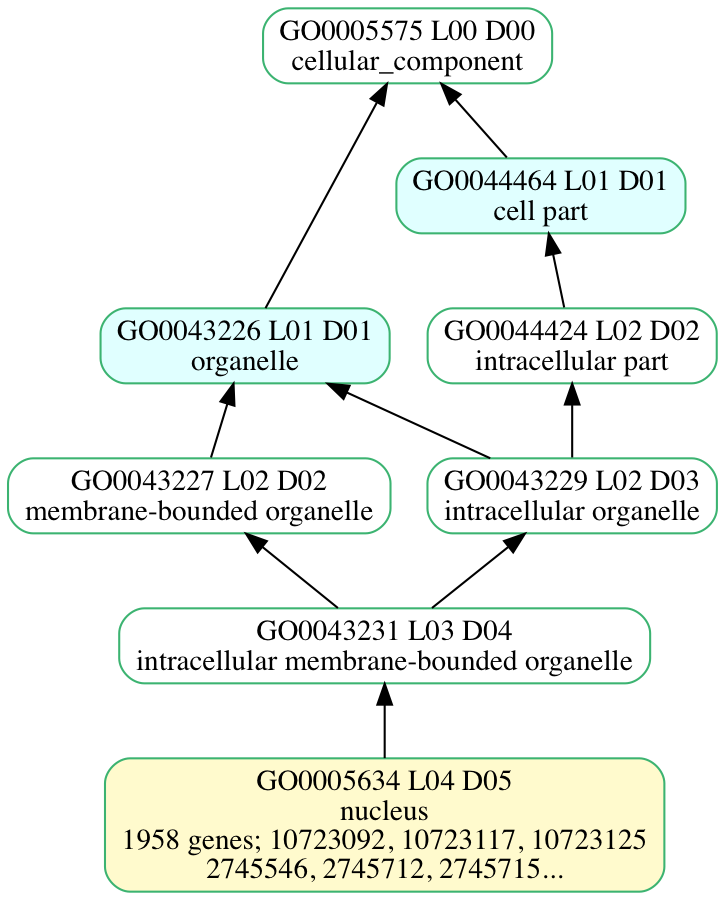 GO0005575 L00 D00
cellular_component
GO0044464 L01 D01
cell part
GO0043226 L01 D01
organelle
GO0044424 L02 D02
intracellular part
GO0043227 L02 D02
membrane-bounded organelle
GO0043229 L02 D03
intracellular organelle
GO0043231 L03 D04
intracellular membrane-bounded organelle
GO0005634 L04 D05
nucleus
1958 genes; 10723092, 10723117, 10723125
2745546, 2745712, 2745715...